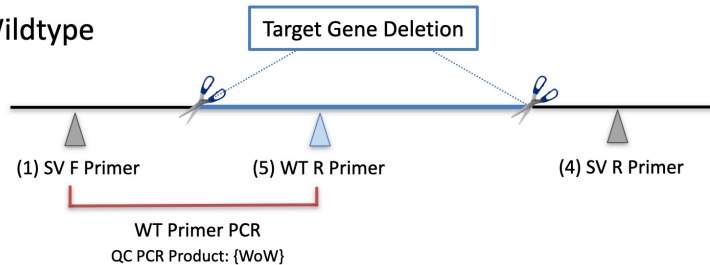 Wildtype
Target Gene Deletion
(1) SV F Primer
(5) WT R Primer
(4) SV R Primer
WT Primer PCR
QC PCR Product: {WoW}